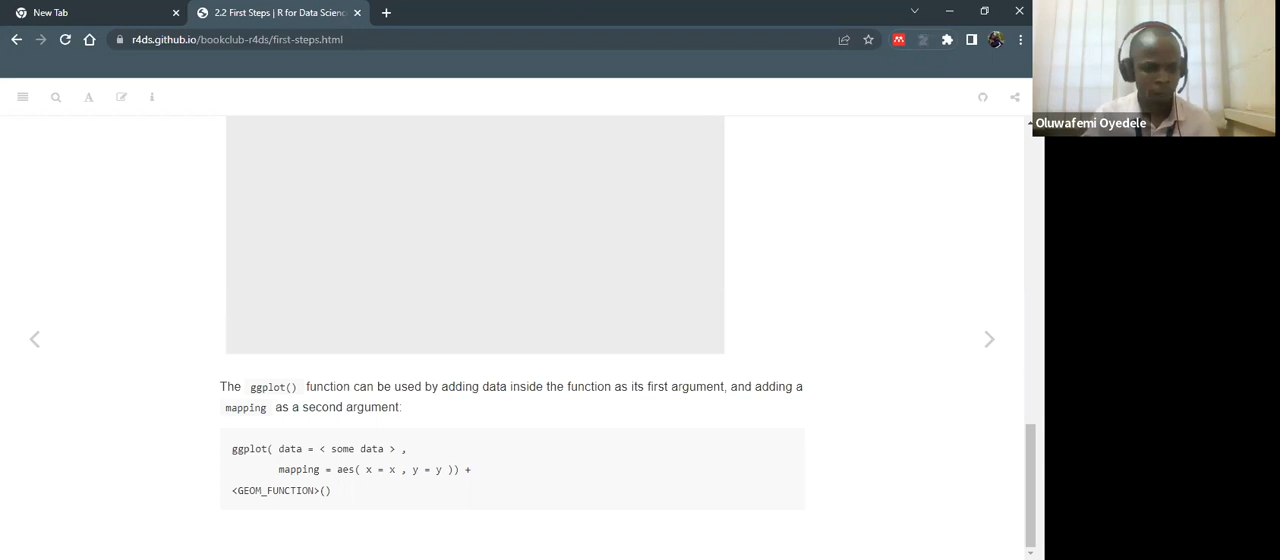 New Tab
2.2 First Steps | R for Data Scienc
r4ds.github.io/bookclub-r4ds/first-steps.html
Oluwafemi Oyedele
The ggplot() function can be used by adding data inside the function as its first argument, and adding a
mapping as a second argument:
ggplot( data = < some data > ,
mapping = aes( x = x , y = y )) +
<GEOM_FUNCTION>()